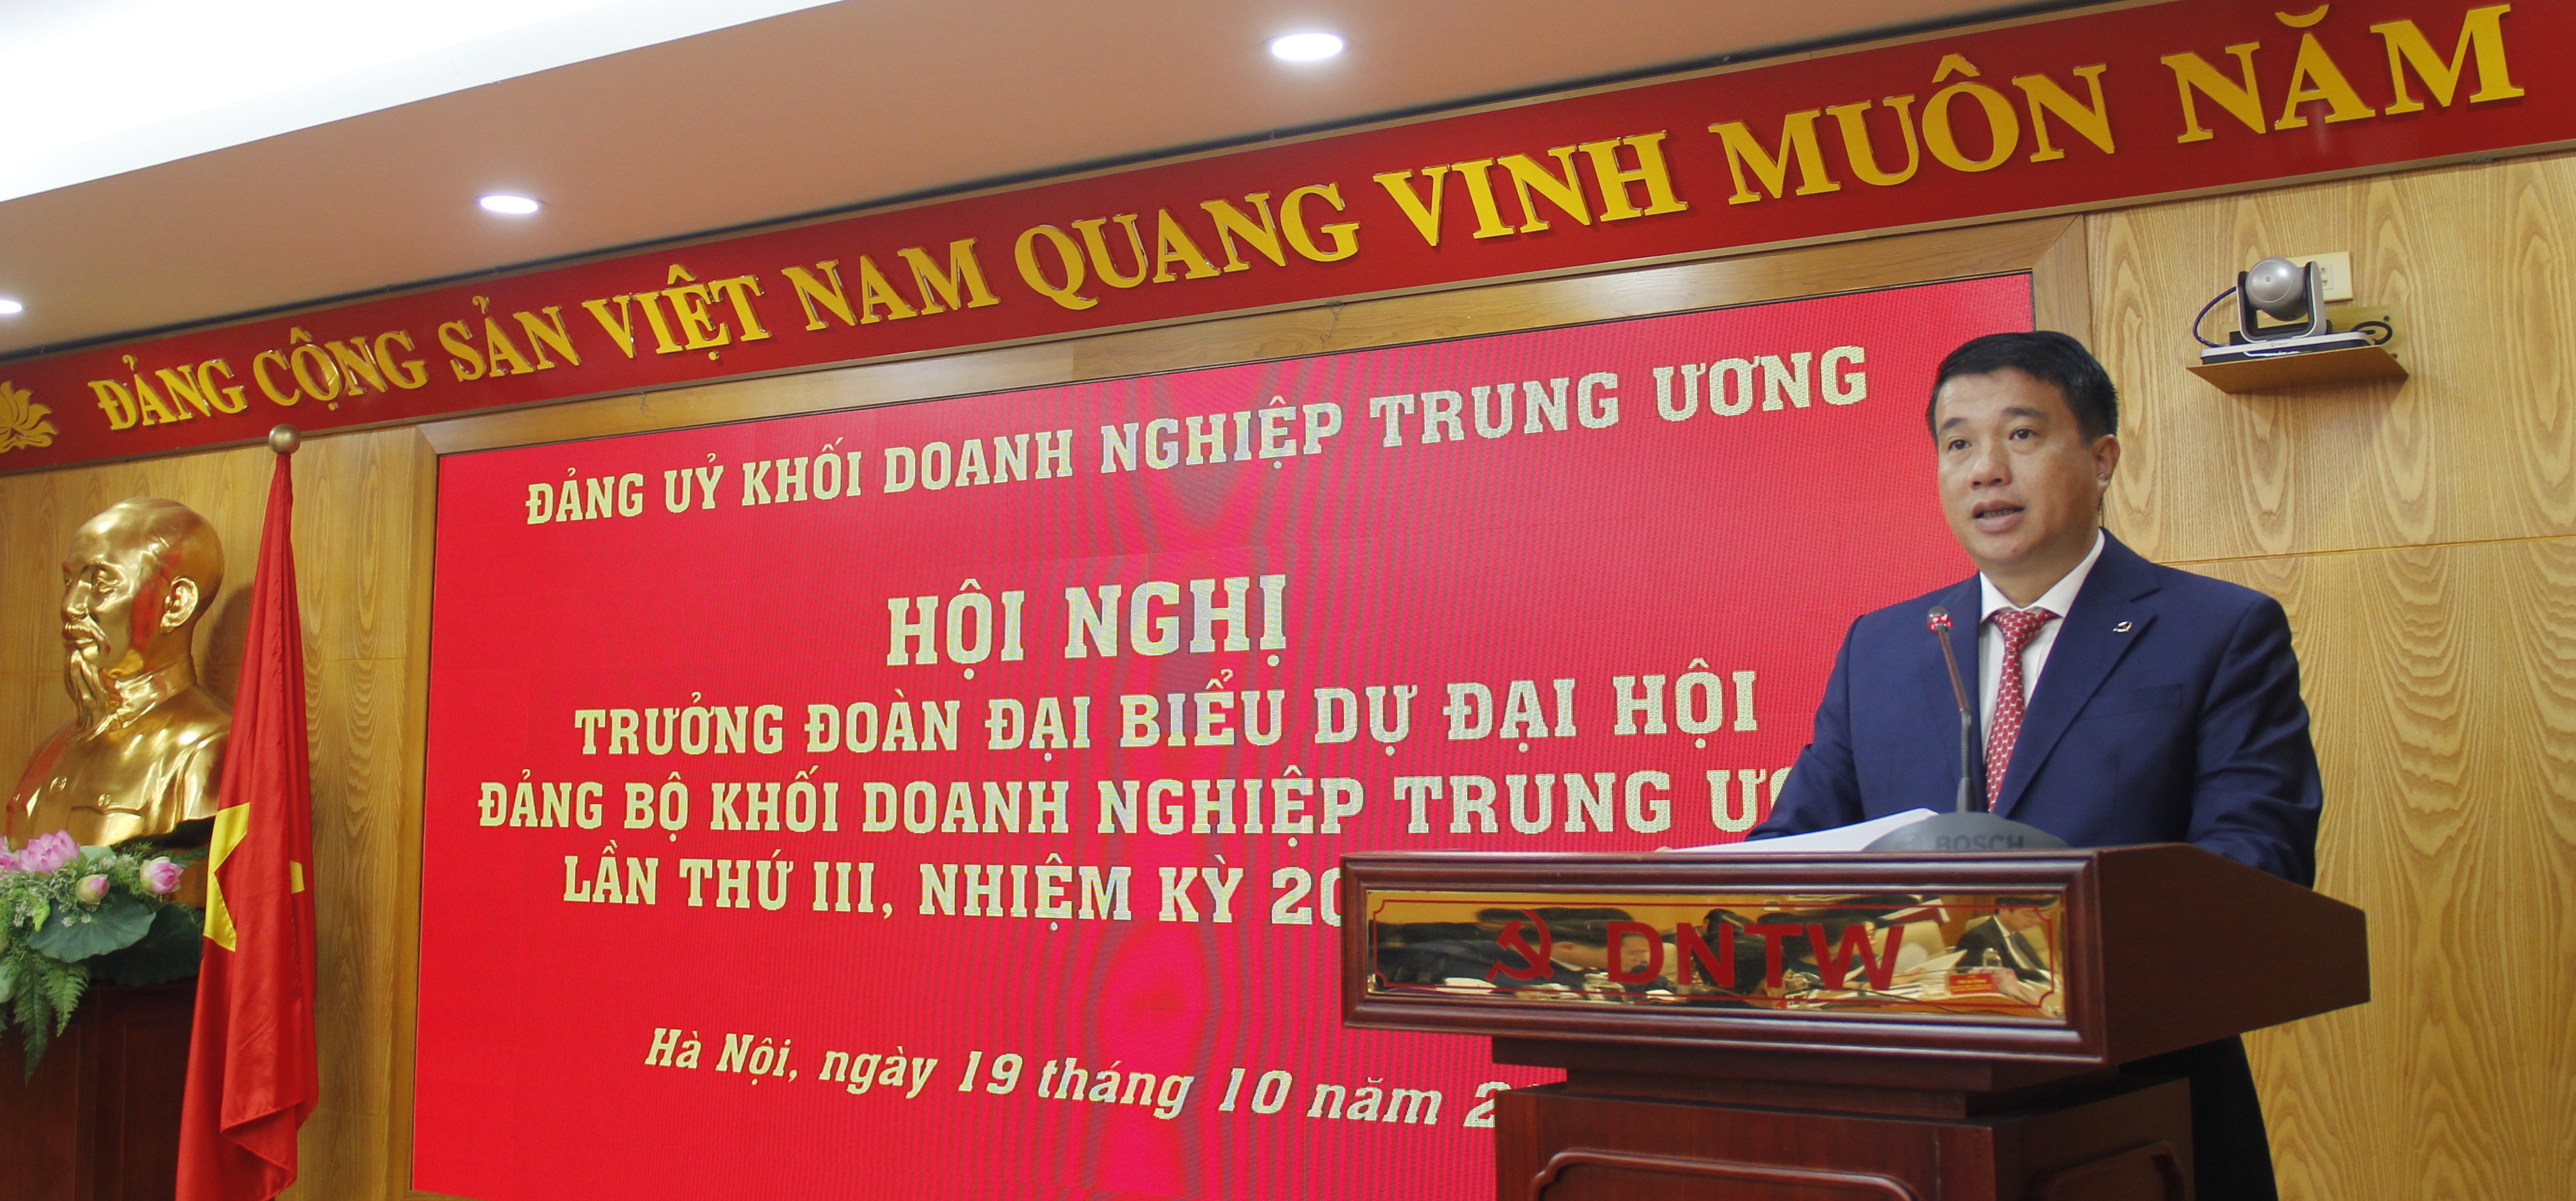 ĐẢNG CỘNG SẢN VIỆT NAM QUANG VINH MUÔN NĂM
ĐẢNG UỶ KHỐI DOANH NGHIỆP TRUNG ƯƠNG
HỘI NGHỊ
TRƯỞNG ĐOÀN ĐẠI BIỂU DỰ ĐẠI HỘI
ĐẢNG BỘ KHỐI DOANH NGHIỆP TRUNG
LẦN THỨ III, NHIỆM KỲ 20
Hà Nội, ngày 19 tháng 10 năm 2
BOSCH
DNTW